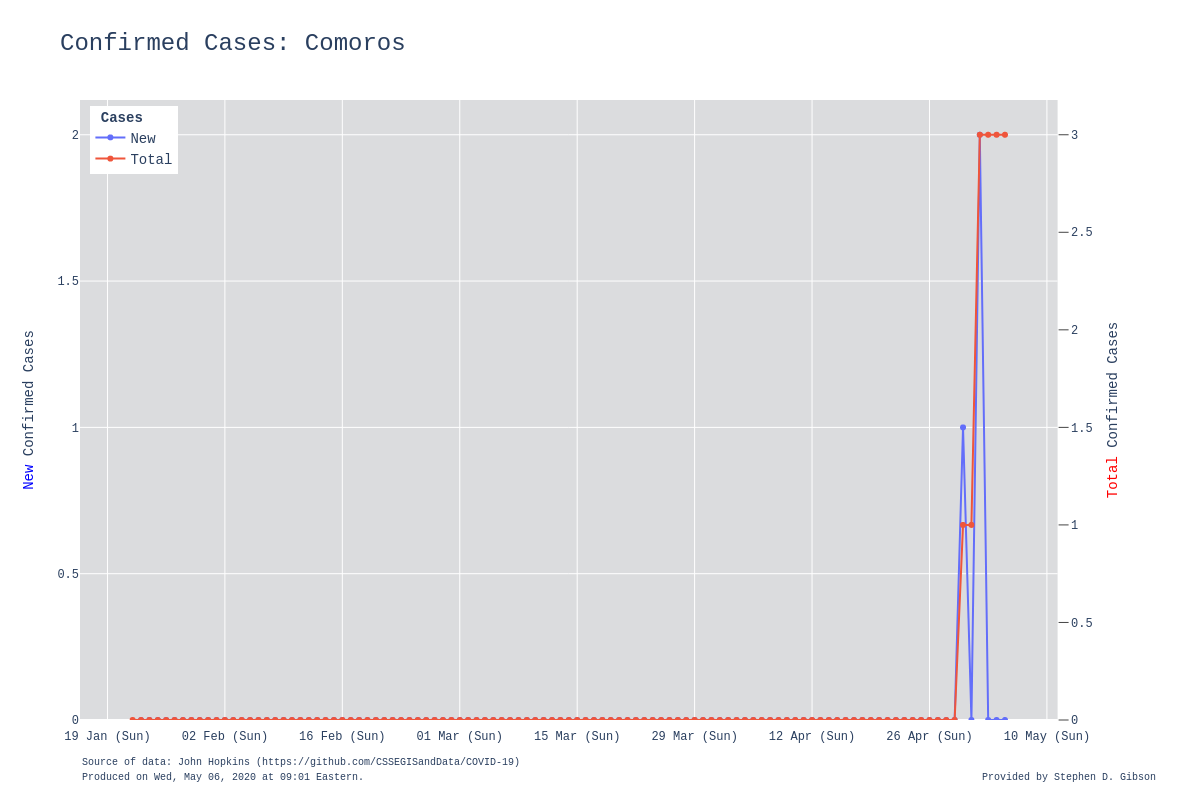 Confirmed Cases: Comoros
Cases
New
Total
2
1.5
1
0.5
0
3
2.5
2
1.5
1
0.5
0
New Confirmed Cases
Total Confirmed Cases
19 Jan (Sun) 02 Feb (Sun) 16 Feb (Sun) 01 Mar (Sun) 15 Mar (Sun) 29 Mar (Sun) 12 Apr (Sun) 26 Apr (Sun) 10 May (Sun)
Source of data: John Hopkins (https://github.com/CSSEGISandData/COVID-19)
Produced on Wed, May 06, 2020 at 09:01 Eastern.
Provided by Stephen D. Gibson